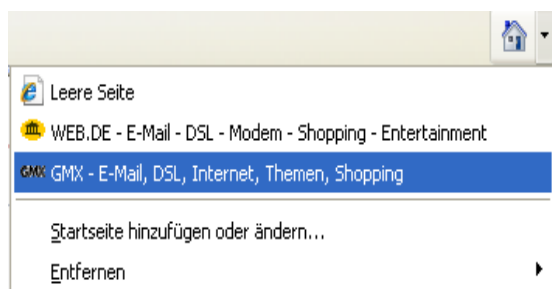 Leere Seite
WEB.DE - E-Mail - DSL - Modem - Shopping - Entertainment
GMX GMX - E-Mail, DSL, Internet, Themen, Shopping
Startseite hinzufügen oder ändern...
Entfernen